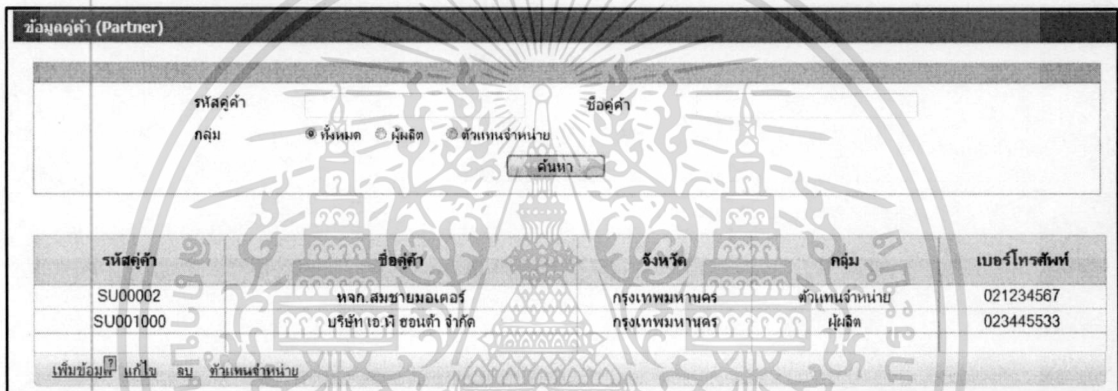 ข้อมูลคู่ค้า (Partner)
รหัสคู่ค้า ชื่อคู่ค้า
กลุ่ม ทั้งหมด ผู้ผลิต ตัวแทนจำหน่าย
ค้นหา
รหัสคู่ค้า ชื่อคู่ค้า จังหวัด กลุ่ม เบอร์โทรศัพท์
SU00002 หจก.สมชายมอเตอร์ กรุงเทพมหานคร ตัวแทนจำหน่าย 021234567
SU001000 บริษัท เอ.พี ฮอนด้า จำกัด กรุงเทพมหานคร ผู้ผลิต 023445533
เพิ่มข้อมูล แก้ไข ลบ ตัวแทนจำหน่าย